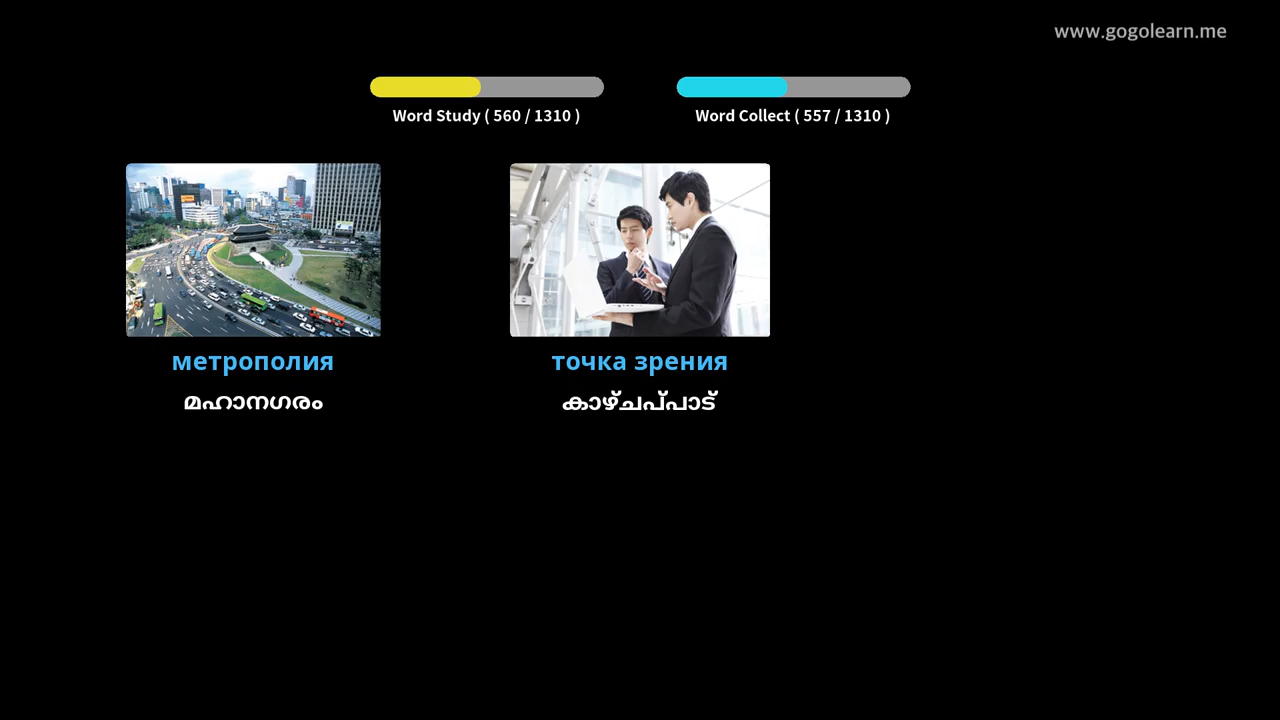 www.gogolearn.me
Word Study ( 560 / 1310 )
Word Collect ( 557 / 1310 )
метрополия
മഹാനഗരം
точка зрения
കാഴ്ചപ്പാട്